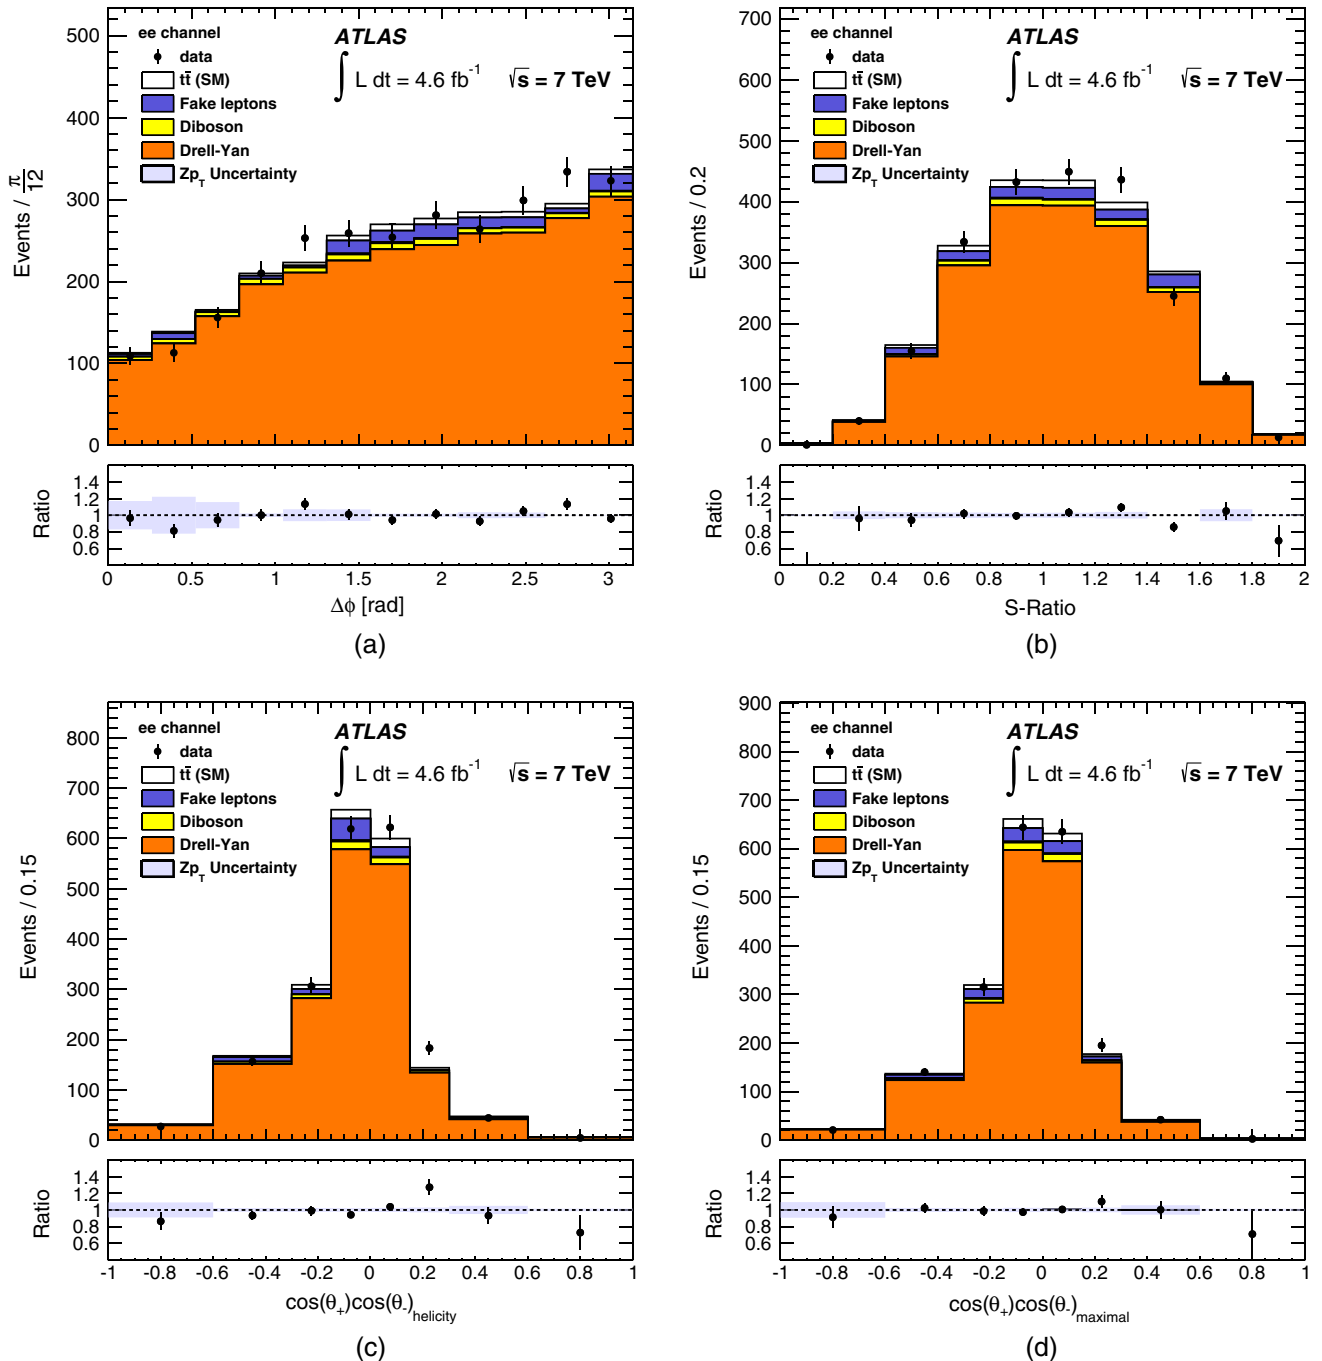 ee channel
data
tt̄ (SM)
Fake leptons
Diboson
Drell-Yan
Zp_T Uncertainty
ATLAS
∫ L dt = 4.6 fb⁻¹ √s = 7 TeV
Events / π/12
500
400
300
200
100
0
Ratio
1.4
1.2
1
0.8
0.6
0 0.5 1 1.5 2 2.5 3
Δϕ [rad]
(a)
ee channel
data
tt̄ (SM)
Fake leptons
Diboson
Drell-Yan
Zp_T Uncertainty
ATLAS
∫ L dt = 4.6 fb⁻¹ √s = 7 TeV
Events / 0.2
700
600
500
400
300
200
100
0
Ratio
1.4
1.2
1
0.8
0.6
0 0.2 0.4 0.6 0.8 1 1.2 1.4 1.6 1.8 2
S-Ratio
(b)
ee channel
data
tt̄ (SM)
Fake leptons
Diboson
Drell-Yan
Zp_T Uncertainty
ATLAS
∫ L dt = 4.6 fb⁻¹ √s = 7 TeV
Events / 0.15
800
700
600
500
400
300
200
100
0
Ratio
1.4
1.2
1
0.8
0.6
-1 -0.8 -0.6 -0.4 -0.2 0 0.2 0.4 0.6 0.8 1
cos(θ₊)cos(θ₋)_helicity
(c)
ee channel
data
tt̄ (SM)
Fake leptons
Diboson
Drell-Yan
Zp_T Uncertainty
ATLAS
∫ L dt = 4.6 fb⁻¹ √s = 7 TeV
Events / 0.15
900
800
700
600
500
400
300
200
100
0
Ratio
1.4
1.2
1
0.8
0.6
-1 -0.8 -0.6 -0.4 -0.2 0 0.2 0.4 0.6 0.8 1
cos(θ₊)cos(θ₋)_maximal
(d)